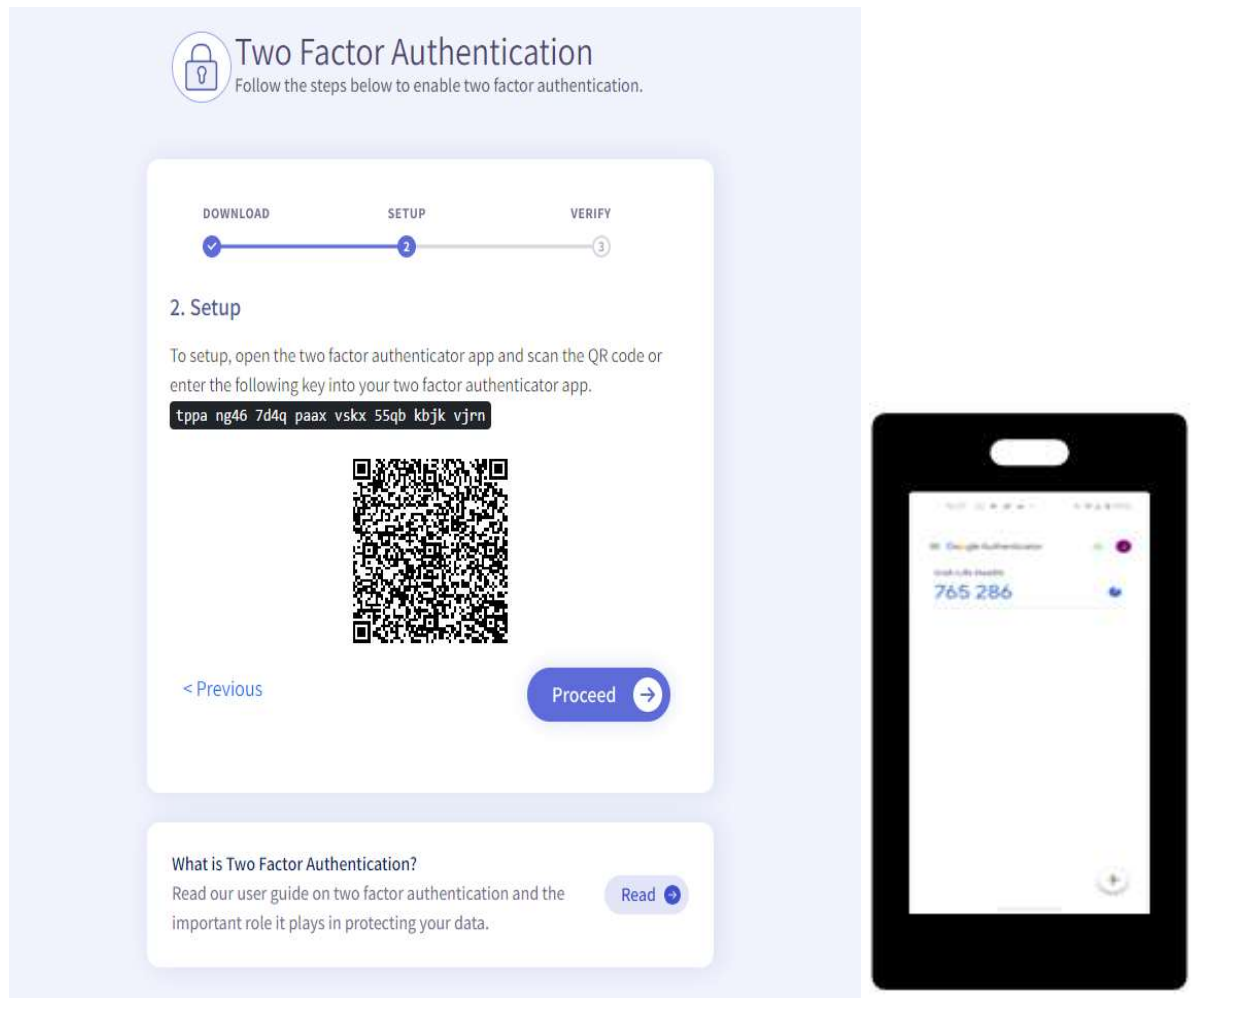 Two Factor Authentication
Follow the steps below to enable two factor authentication.
DOWNLOAD SETUP VERIFY
2 3
2. Setup
To setup, open the two factor authenticator app and scan the QR code or
enter the following key into your two factor authenticator app.
tppa ng46 7d4q paax vskx 55qb kbjk vjrn
< Previous
Proceed
What is Two Factor Authentication?
Read our user guide on two factor authentication and the
important role it plays in protecting your data.
Read
Google Authenticator
765 286